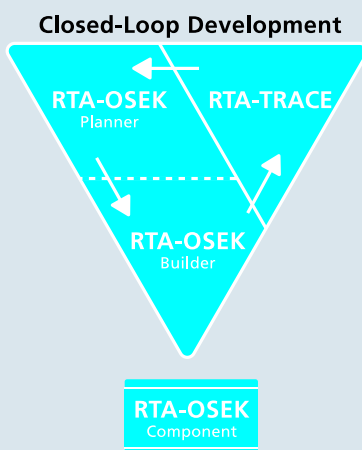 Closed-Loop Development
RTA-OSEK
Planner
RTA-TRACE
RTA-OSEK
Builder
RTA-OSEK
Component